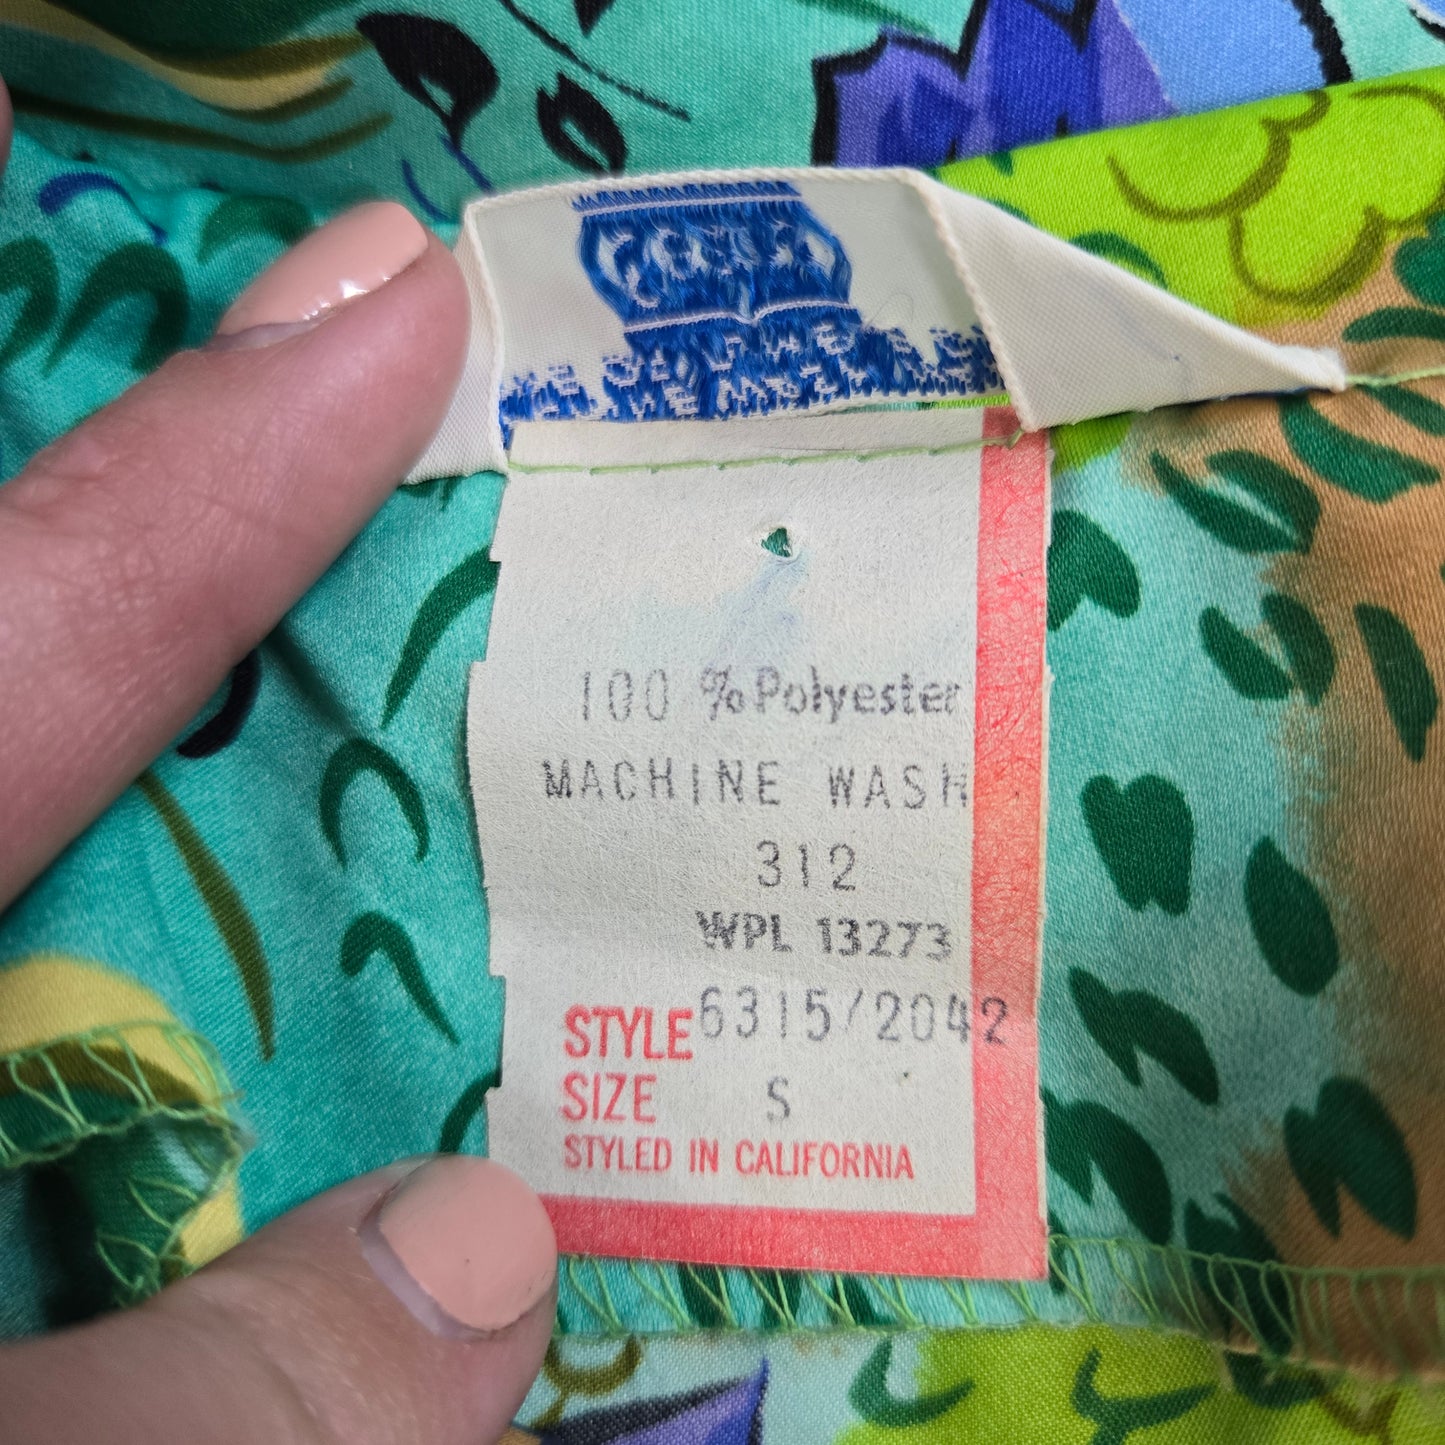 100 % Polyester
MACHINE WASH
312
WPL 13273
STYLE 6315/2042
SIZE S
STYLED IN CALIFORNIA